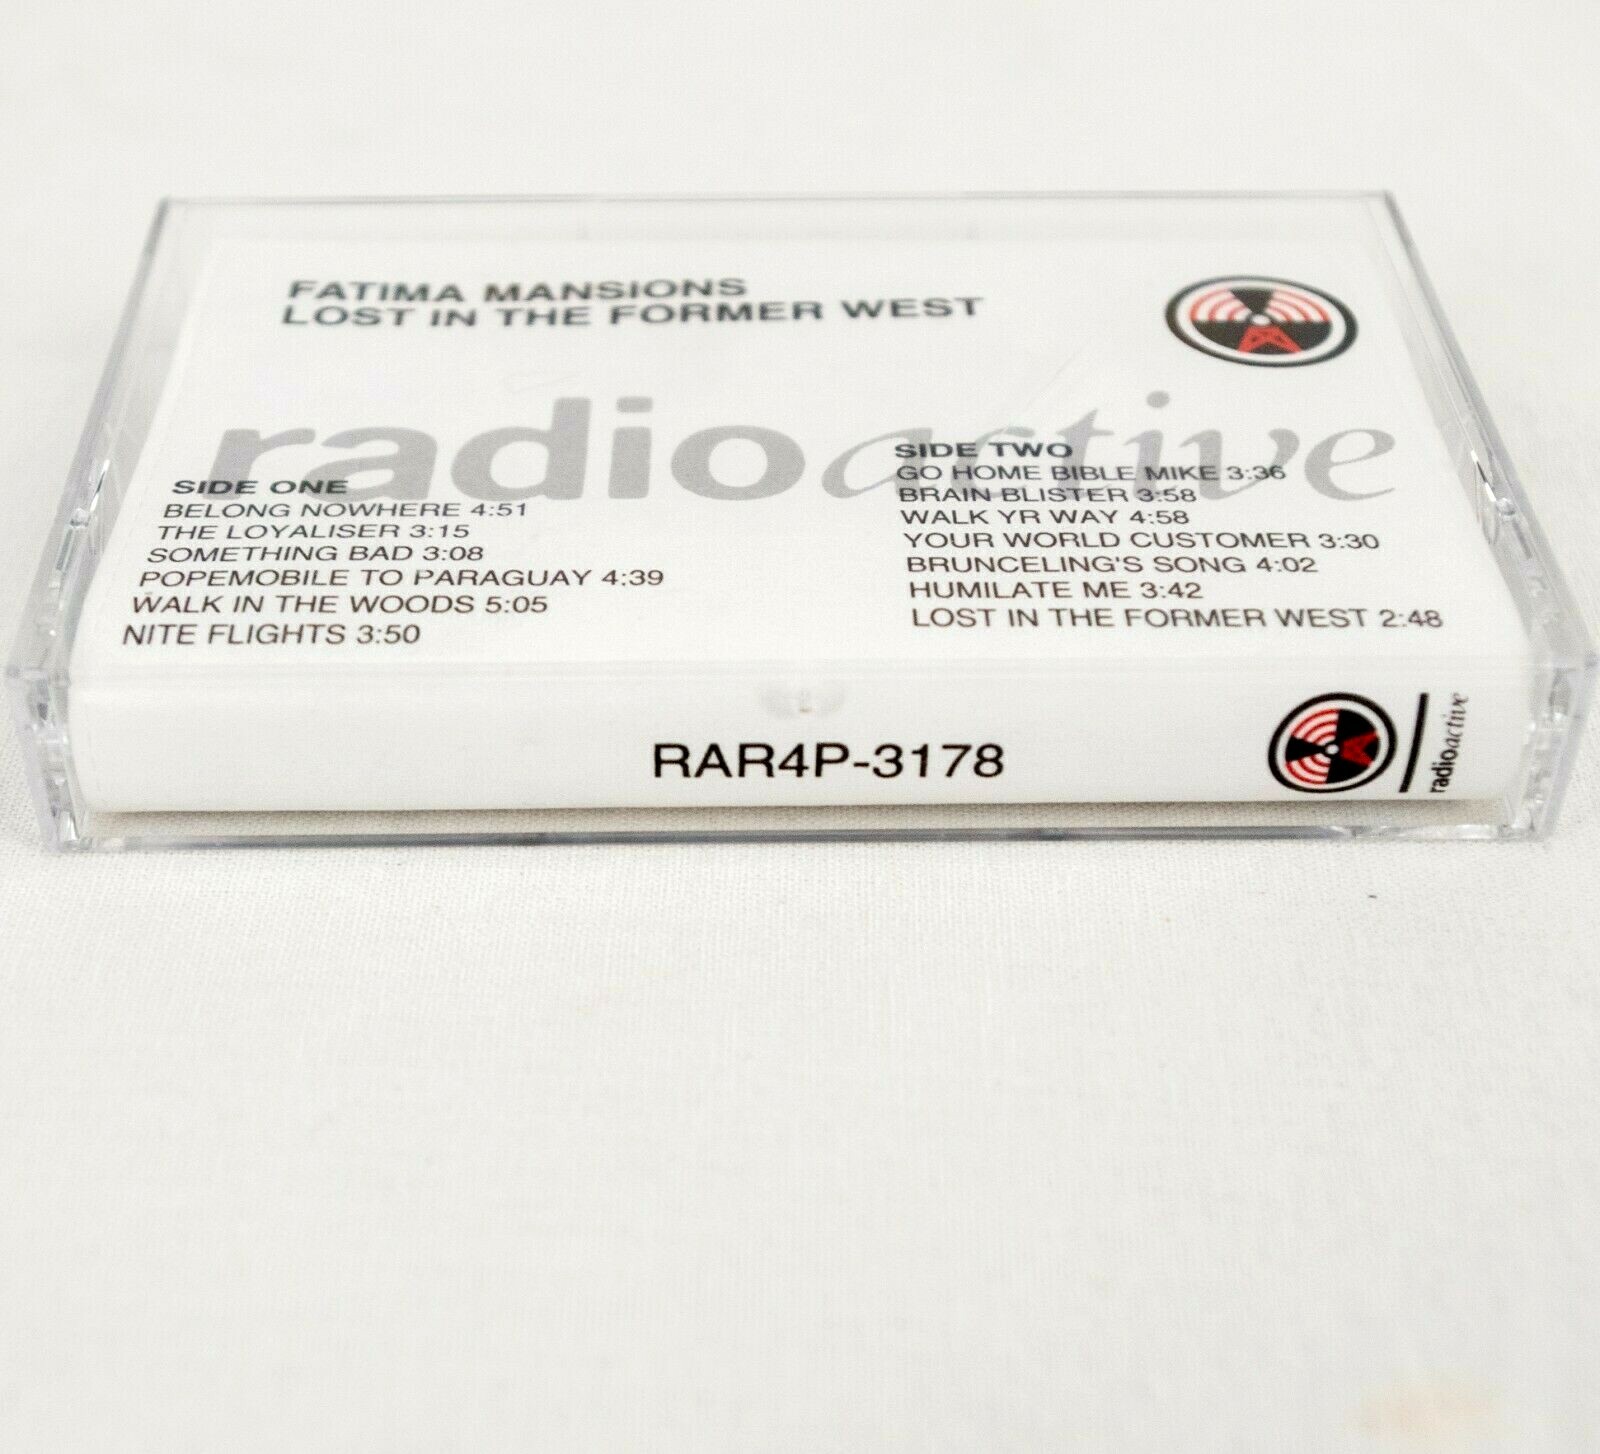 FATIMA MANSIONS
LOST IN THE FORMER WEST
radioactive
SIDE ONE
BELONG NOWHERE 4:51
THE LOYALISER 3:15
SOMETHING BAD 3:08
POPEMOBILE TO PARAGUAY 4:39
WALK IN THE WOODS 5:05
NITE FLIGHTS 3:50
SIDE TWO
GO HOME BIBLE MIKE 3:36
BRAIN BLISTER 3:58
WALK YR WAY 4:58
YOUR WORLD CUSTOMER 3:30
BRUNCELING'S SONG 4:02
HUMILATE ME 3:42
LOST IN THE FORMER WEST 2:48
RAR4P-3178
radioactive